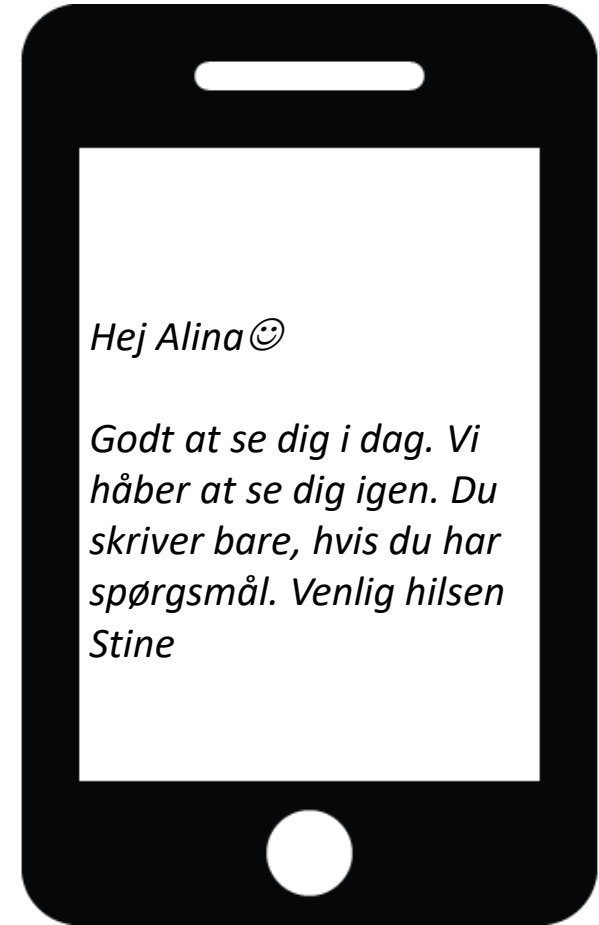 Hej Alina☺
Godt at se dig i dag. Vi
håber at se dig igen. Du
skriver bare, hvis du har
spørgsmål. Venlig hilsen
Stine